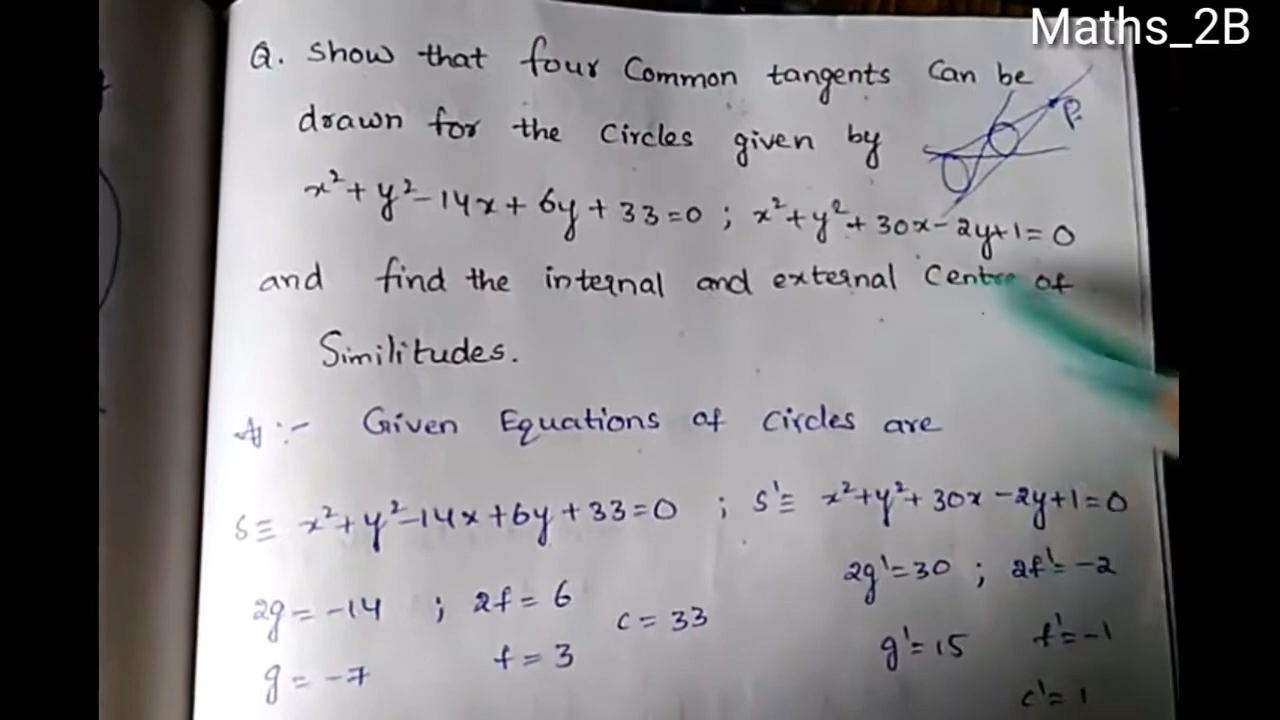 Maths_2B
Q. Show that four Common tangents Can be
drawn for the Circles given by
P
x²+y²-14x+6y+33=0 ; x²+y²+30x-2y+1=0
and find the internal and external Centre of
Similitudes.
A :- Given Equations of Circles are
S≡ x²+y²-14x+6y+33=0 ; S'≡ x²+y²+30x-2y+1=0
2g=-14 ; 2f=6 c=33 2g'=30 ; 2f'=-2
g=-7 f=3 g'=15 f'=-1
c'=1